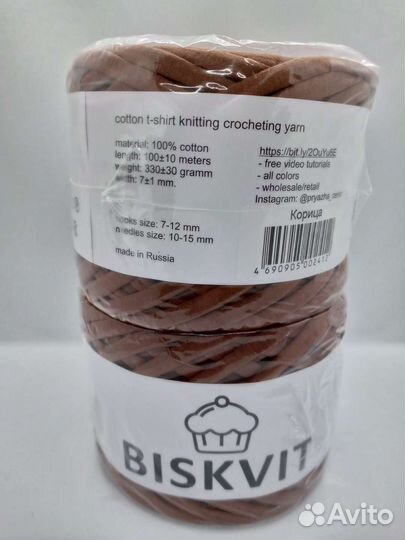 cotton t-shirt knitting crocheting yarn
material: 100% cotton
length: 100±10 meters
weight: 330±30 gramm
width: 7±1 mm.
hooks size: 7-12 mm
needles size: 10-15 mm
made in Russia
https://bit.ly/2OuYu6E
- free video tutorials
- all colors
- wholesale/retail
Instagram:
Корица
4 690905 002412
®
BISKVIT
Avito